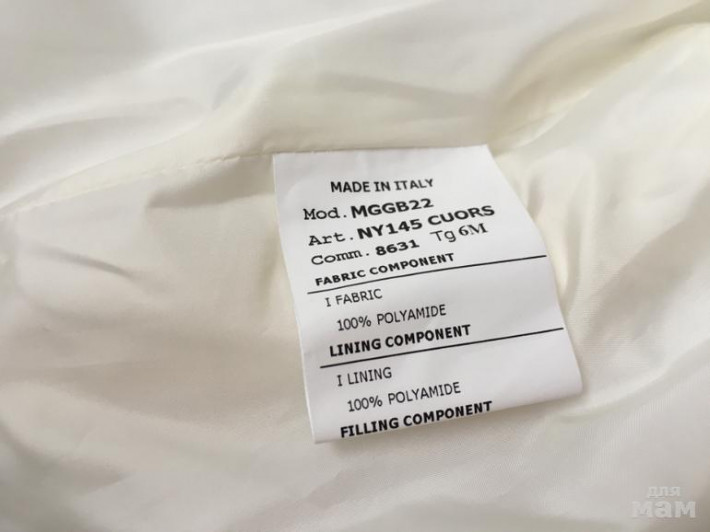 MADE IN ITALY
Mod. MGGB22
Art. NY145 CUORS
Comm. 8631 Tg 6M
FABRIC COMPONENT
I FABRIC
100% POLYAMIDE
LINING COMPONENT
I LINING
100% POLYAMIDE
FILLING COMPONENT
для
мам